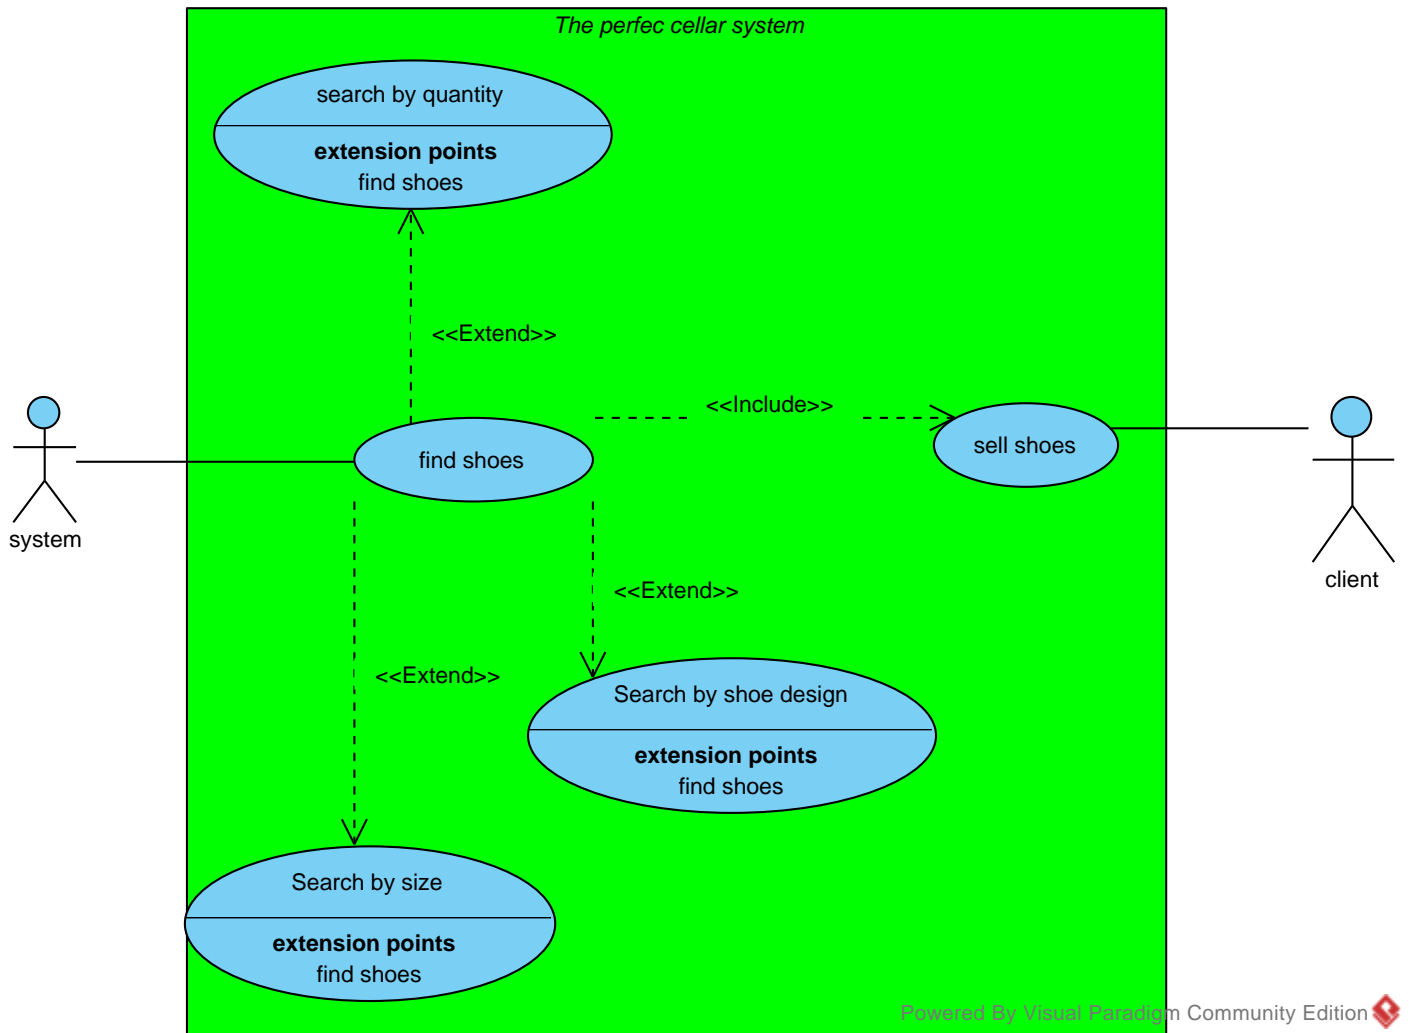 The perfec cellar system
search by quantity
extension points
find shoes
<<Extend>>
<<Include>>
find shoes
sell shoes
system
client
<<Extend>>
<<Extend>>
Search by shoe design
extension points
find shoes
Search by size
extension points
find shoes
Powered By Visual Paradigm Community Edition